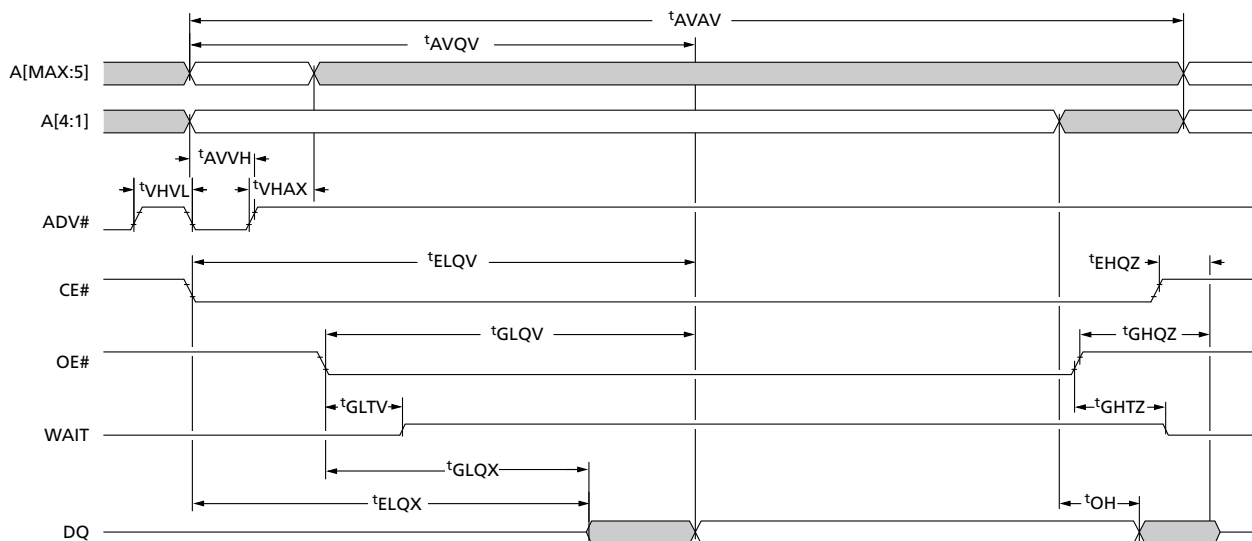 tAVAV
tAVQV
A[MAX:5]
A[4:1]
tAVVH
tVHVL
tVHAX
ADV#
tELQV
tEHQZ
CE#
tGLQV
tGHQZ
OE#
tGLTV
tGHTZ
WAIT
tGLQX
tELQX
tOH
DQ